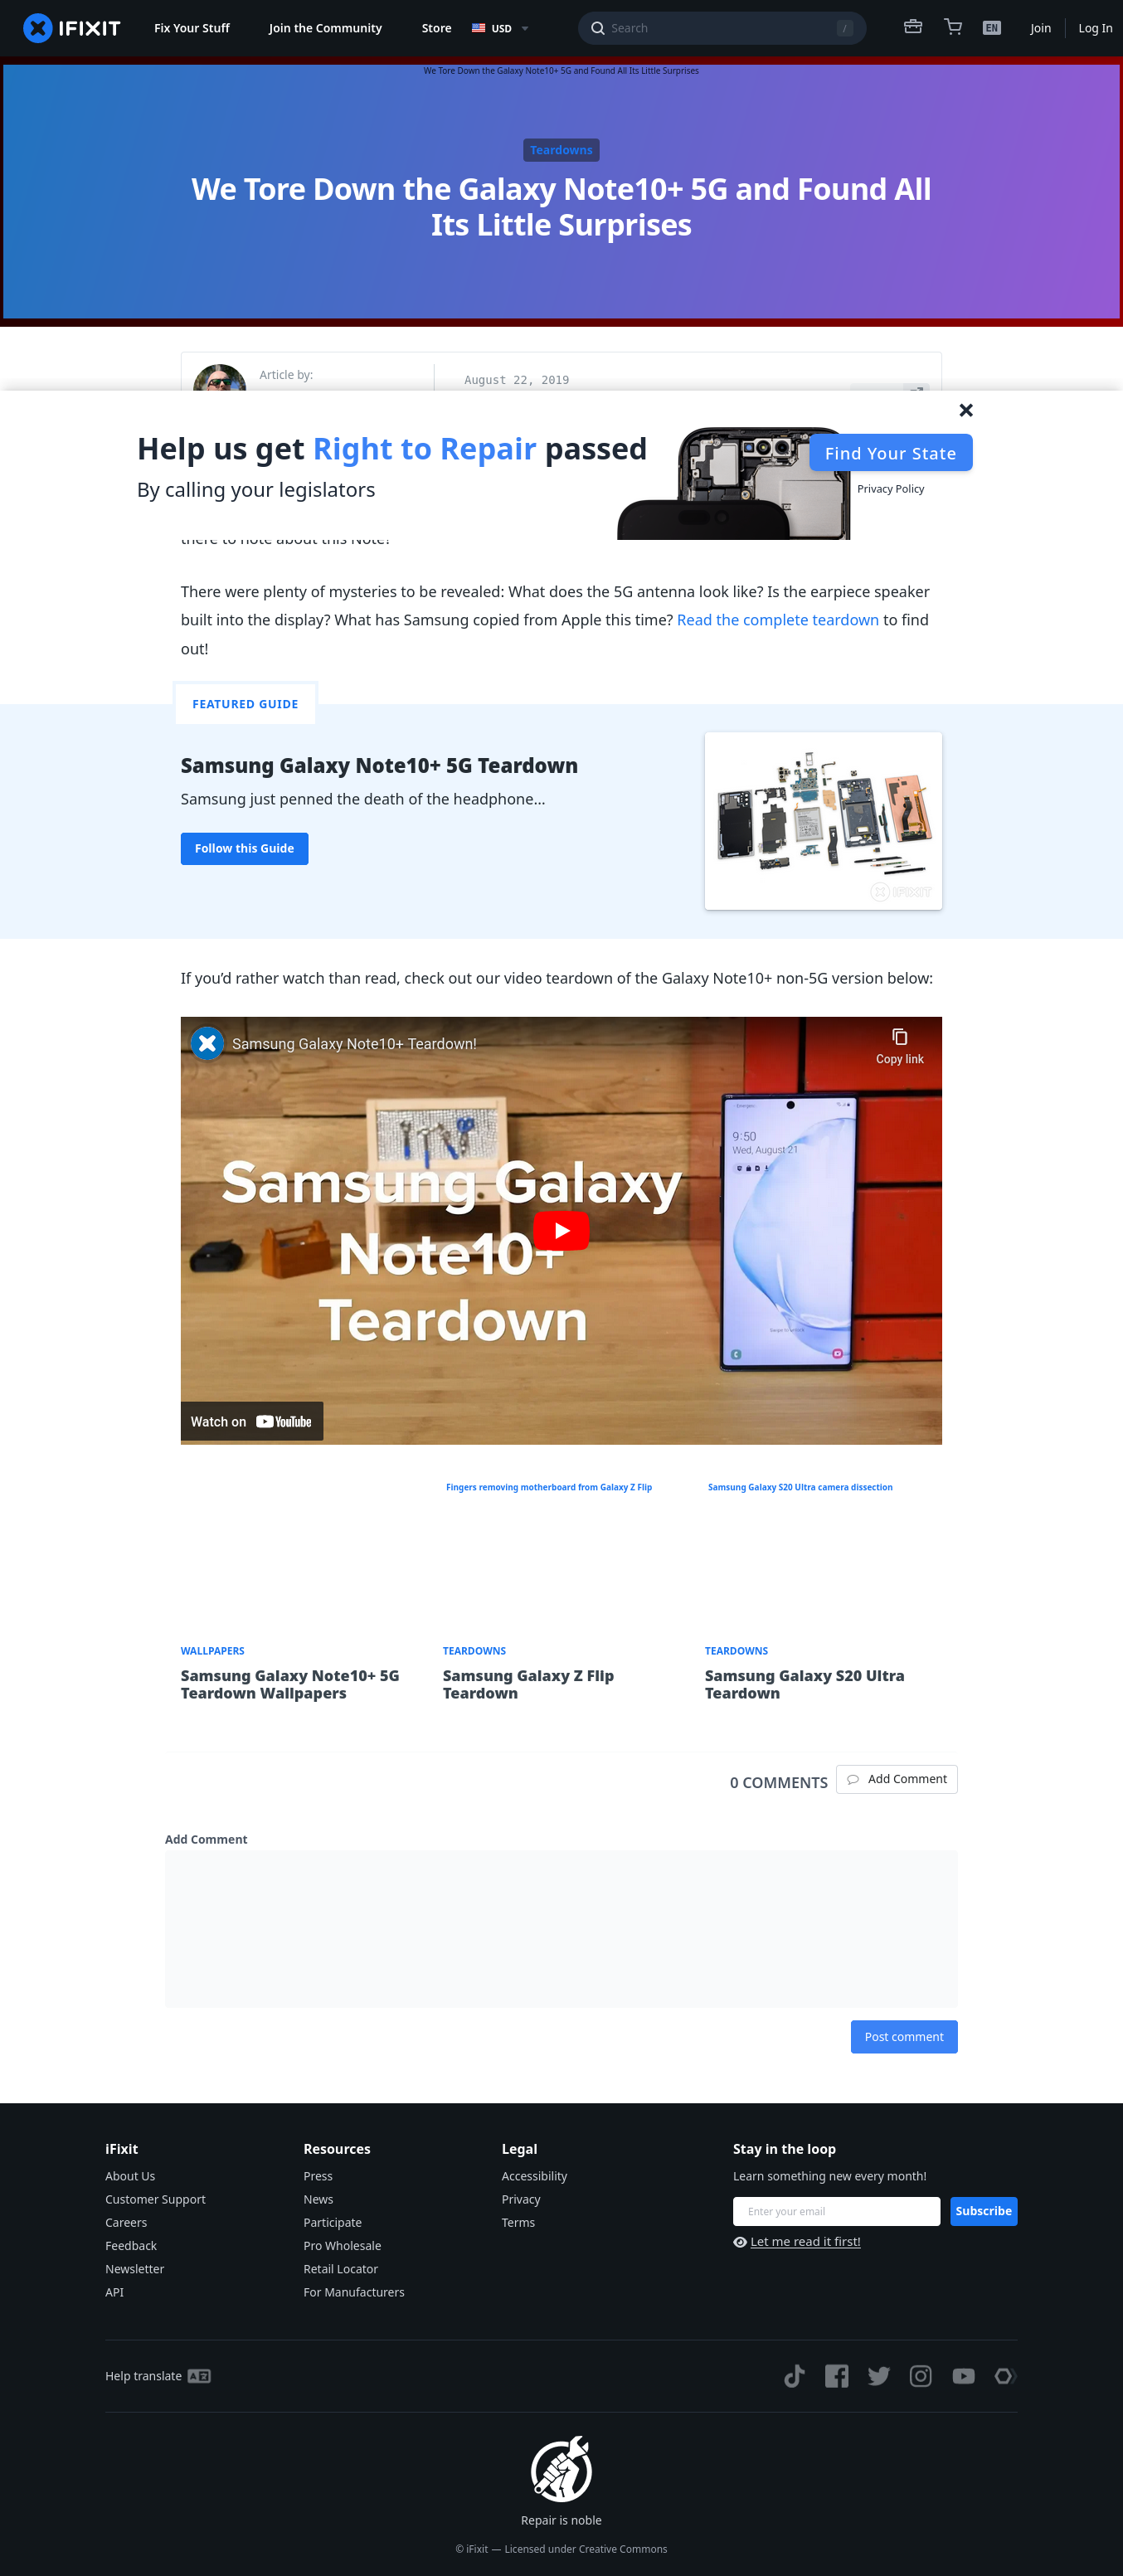 IFIXIT
Fix Your Stuff
Join the Community
Store
USD
Search
/
EN
Join
Log In
We Tore Down the Galaxy Note10+ 5G and Found All Its Little Surprises
Teardowns
We Tore Down the Galaxy Note10+ 5G and Found All
Its Little Surprises
Article by:
August 22, 2019
Help us get Right to Repair passed
By calling your legislators
Find Your State
Privacy Policy
there to note about this Note?
There were plenty of mysteries to be revealed: What does the 5G antenna look like? Is the earpiece speaker
built into the display? What has Samsung copied from Apple this time? Read the complete teardown to find
out!
FEATURED GUIDE
Samsung Galaxy Note10+ 5G Teardown
Samsung just penned the death of the headphone…
Follow this Guide
IFIXIT
If you’d rather watch than read, check out our video teardown of the Galaxy Note10+ non-5G version below:
Samsung Galaxy Note10+ Teardown!
Copy link
9:50
Wed, August 21
Samsung Galaxy
Note10+
Teardown
Watch on YouTube
Fingers removing motherboard from Galaxy Z Flip
Samsung Galaxy S20 Ultra camera dissection
WALLPAPERS
Samsung Galaxy Note10+ 5G
Teardown Wallpapers
TEARDOWNS
Samsung Galaxy Z Flip
Teardown
TEARDOWNS
Samsung Galaxy S20 Ultra
Teardown
0 COMMENTS
Add Comment
Add Comment
Post comment
iFixit
About Us
Customer Support
Careers
Feedback
Newsletter
API
Resources
Press
News
Participate
Pro Wholesale
Retail Locator
For Manufacturers
Legal
Accessibility
Privacy
Terms
Stay in the loop
Learn something new every month!
Enter your email
Subscribe
Let me read it first!
Help translate
Repair is noble
© iFixit — Licensed under Creative Commons